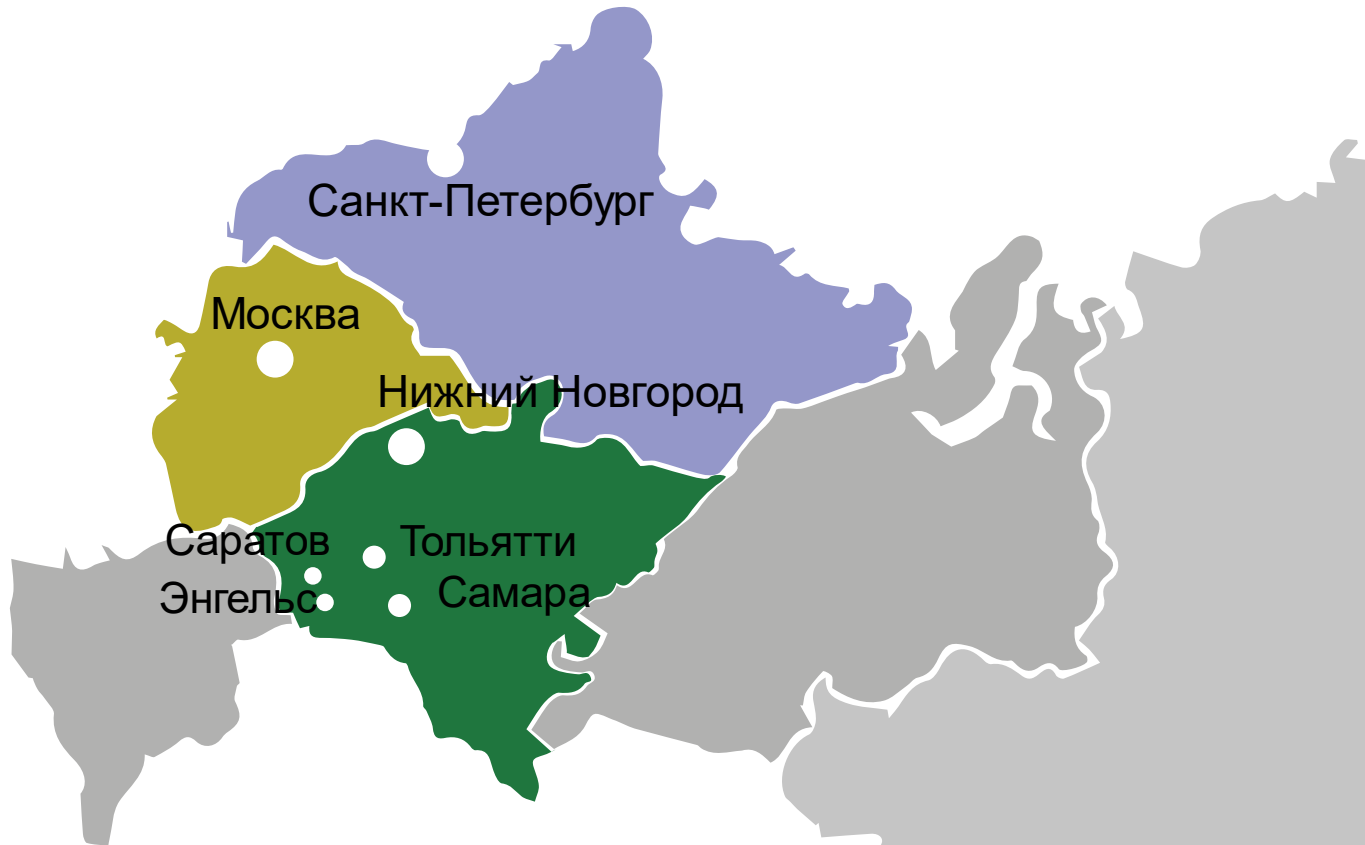 Санкт-Петербург
Москва
Нижний Новгород
Саратов
Тольятти
Энгельс
Самара